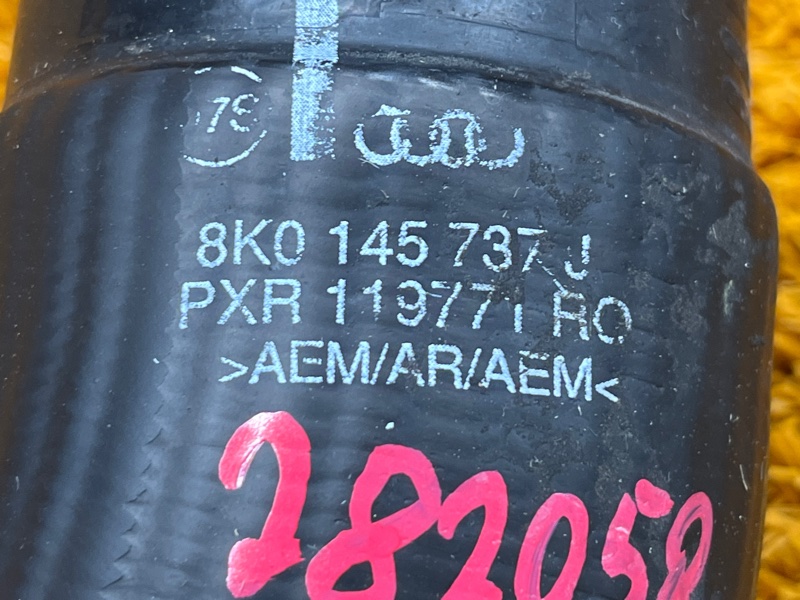 8K0 145 737 J
PXR 119771 RO
>AEM/AR/AEM<
282058